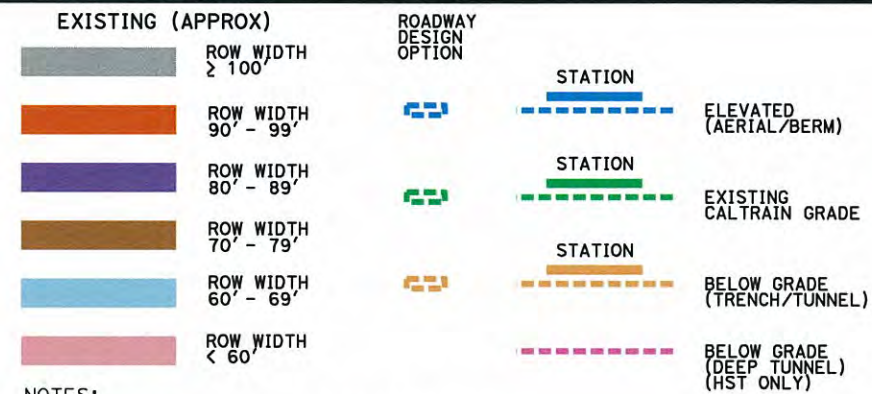 EXISTING (APPROX)
ROW WIDTH
≥ 100'
ROW WIDTH
90' - 99'
ROW WIDTH
80' - 89'
ROW WIDTH
70' - 79'
ROW WIDTH
60' - 69'
ROW WIDTH
< 60'
NOTES:
ROADWAY
DESIGN
OPTION
STATION
ELEVATED
(AERIAL/BERM)
STATION
EXISTING
CALTRAIN GRADE
STATION
BELOW GRADE
(TRENCH/TUNNEL)
BELOW GRADE
(DEEP TUNNEL)
(HST ONLY)